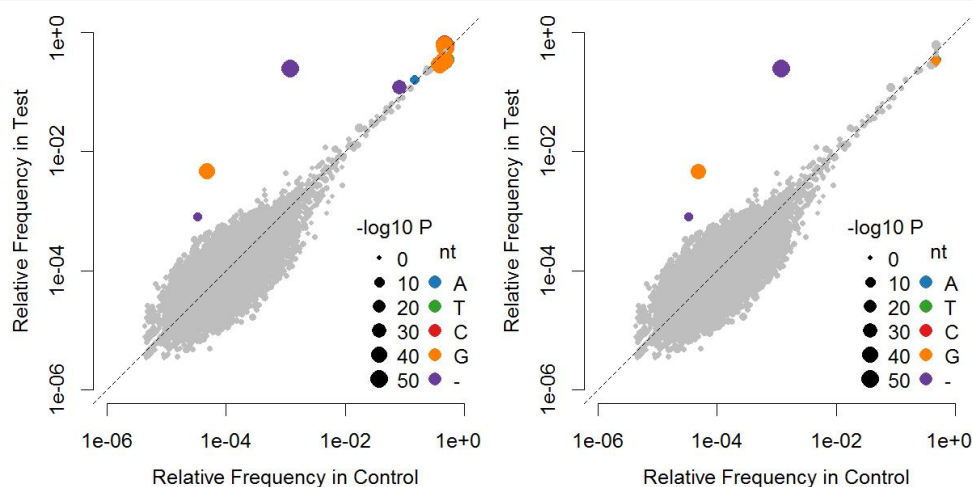 Relative Frequency in Test
1e+0
1e-02
1e-04
1e-06
-log10 P
nt
0
10 A
20 T
30 C
40 G
50 -
1e-06 1e-04 1e-02 1e+0
Relative Frequency in Control
Relative Frequency in Test
1e+0
1e-02
1e-04
1e-06
-log10 P
nt
0
10 A
20 T
30 C
40 G
50 -
1e-06 1e-04 1e-02 1e+0
Relative Frequency in Control